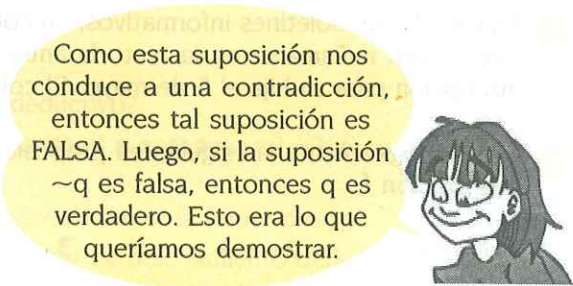 Como esta suposición nos
conduce a una contradicción,
entonces tal suposición es
FALSA. Luego, si la suposición
~q es falsa, entonces q es
verdadero. Esto era lo que
queríamos demostrar.